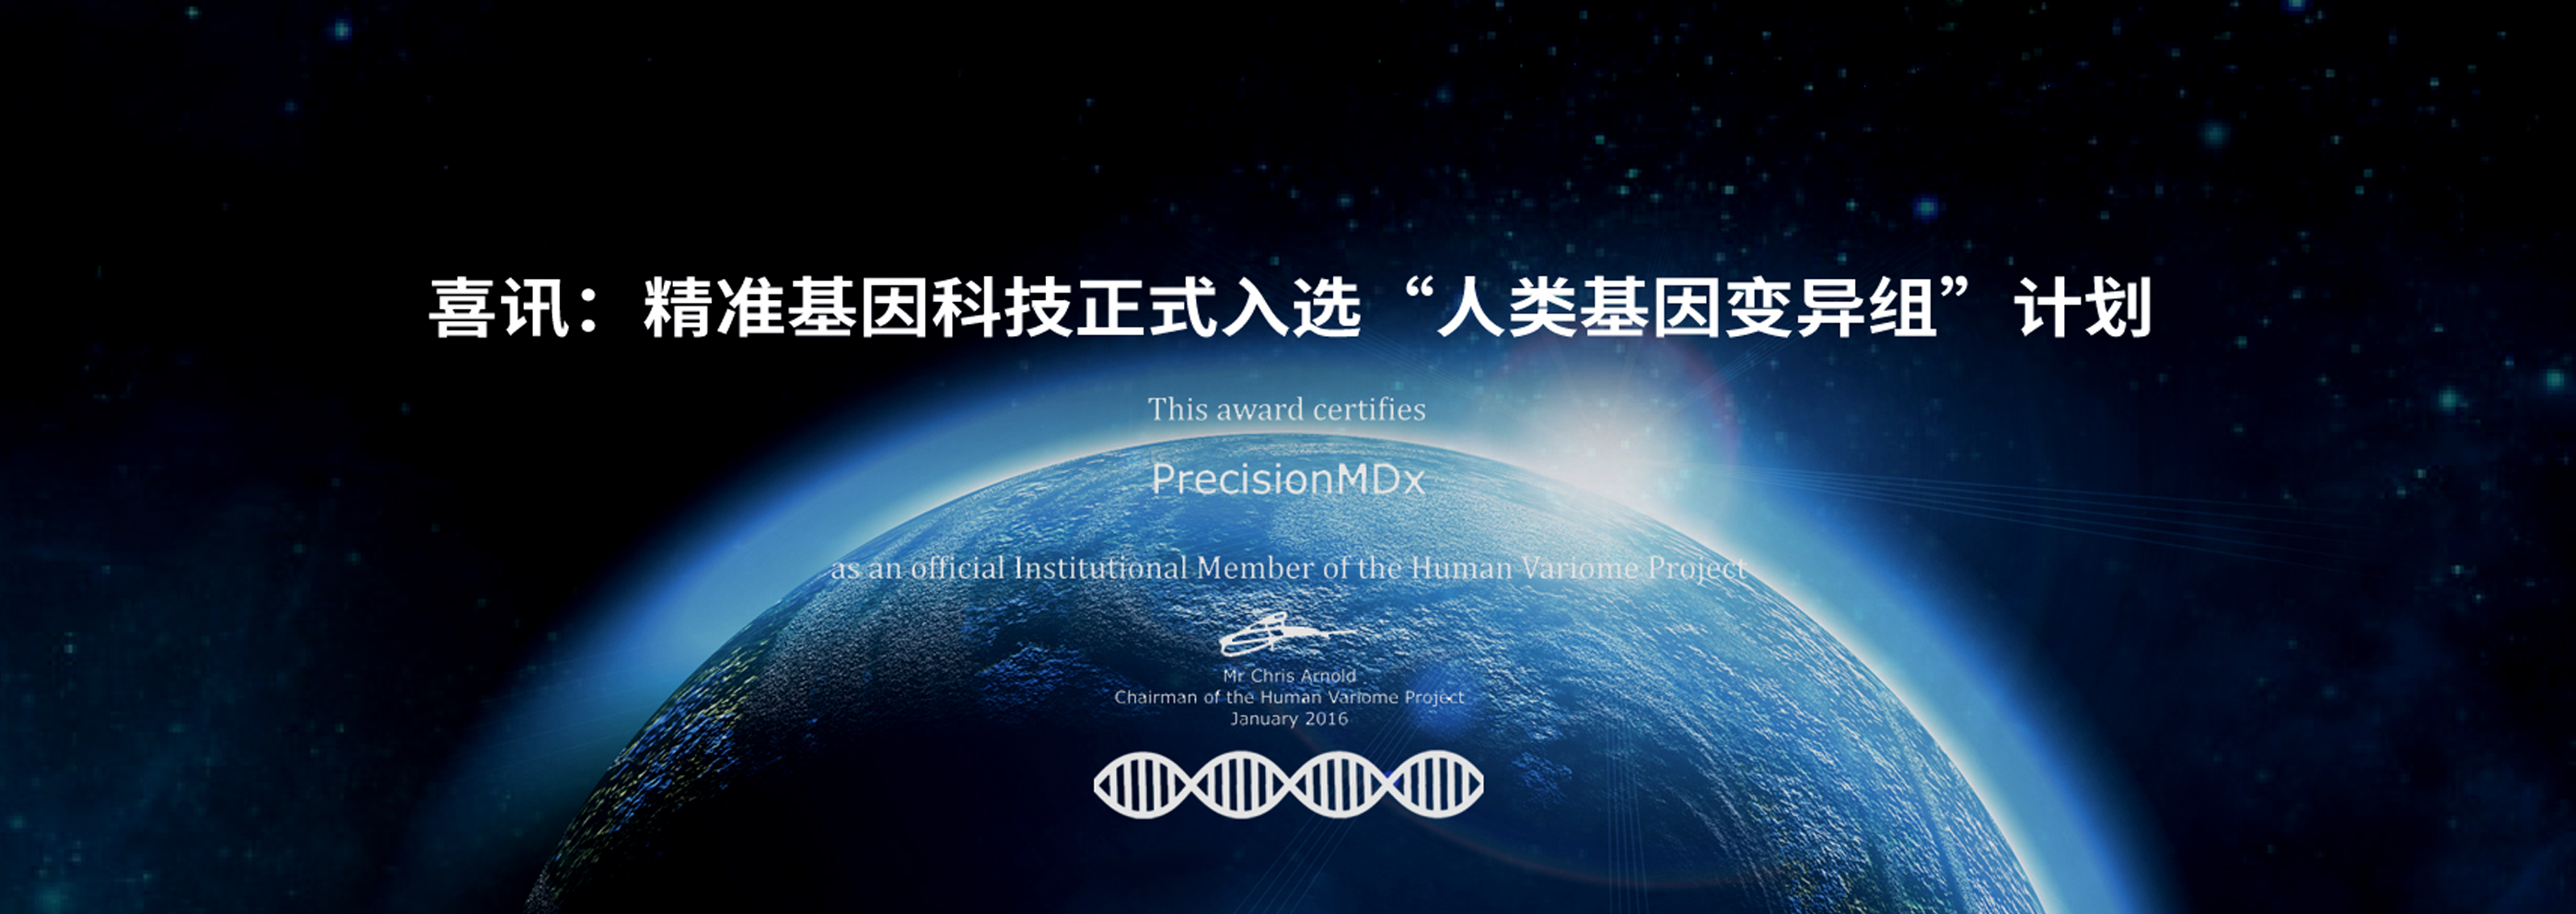 喜讯：精准基因科技正式入选“人类基因变异组”计划
This award certifies
PrecisionMDx
as an official Institutional Member of the Human Variome Project
Mr Chris Arnold
Chairman of the Human Variome Project
January 2016